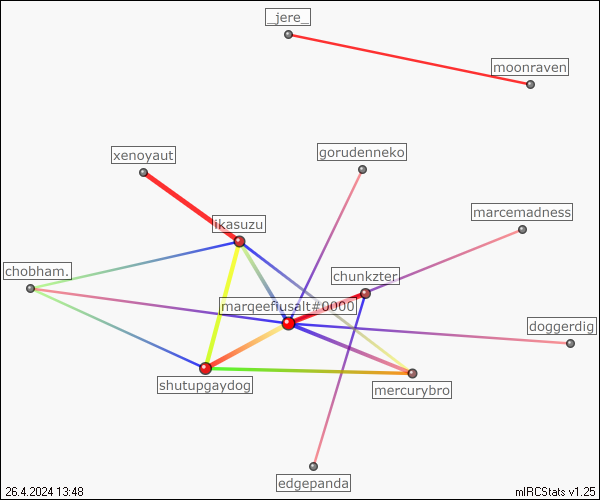 _jere_
moonraven
xenoyaut
gorudenneko
ikasuzu
marcemadness
chobham.
chunkzter
marqeefiusalt#0000
doggerdig
shutupgaydog
mercurybro
edgepanda
26.4.2024 13:48
mIRCStats v1.25